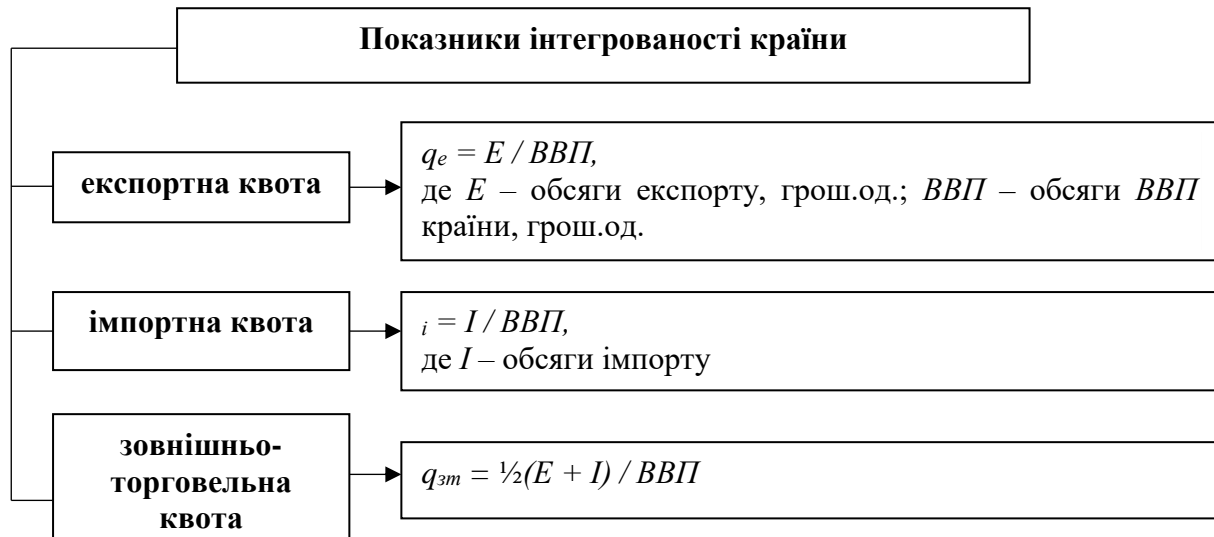 Показники інтегрованості країни
експортна квота
qₑ = E / ВВП,
де E – обсяги експорту, грош.од.; ВВП – обсяги ВВП
країни, грош.од.
імпортна квота
ᵢ = I / ВВП,
де I – обсяги імпорту
зовнішньо-
торговельна
квота
qзт = ½(E + I) / ВВП